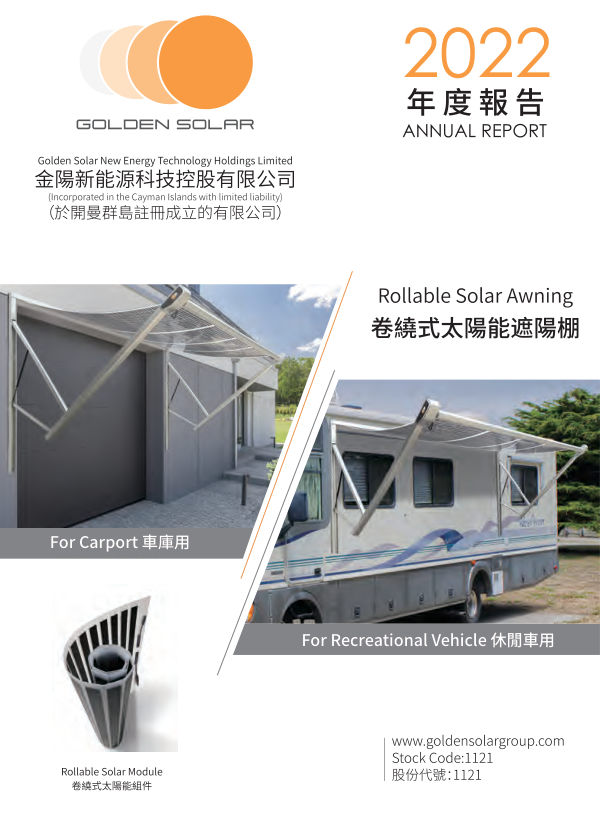 GOLDEN SOLAR
Golden Solar New Energy Technology Holdings Limited
金陽新能源科技控股有限公司
(Incorporated in the Cayman Islands with limited liability)
(於開曼群島註冊成立的有限公司)
2022
年度報告
ANNUAL REPORT
Rollable Solar Awning
卷繞式太陽能遮陽棚
For Carport 車庫用
For Recreational Vehicle 休閒車用
Rollable Solar Module
卷繞式太陽能組件
www.goldensolargroup.com
Stock Code:1121
股份代號：1121